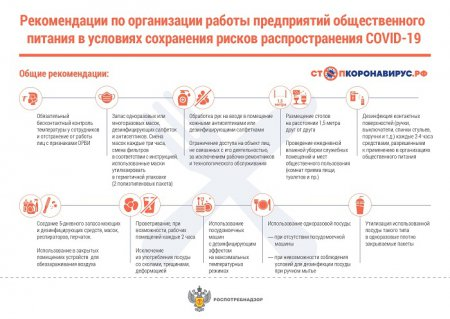 Рекомендации по организации работы предприятий общественного
питания в условиях сохранения рисков распространения COVID-19
Общие рекомендации:
СТОПКОРОНАВИРУС.РФ
Обязательный
бесконтактный контроль
температуры у сотрудников
и отстранение от работы
лиц с признаками ОРВИ
Запас одноразовых или
многоразовых масок,
дезинфицирующих салфеток
и антисептиков. Смена
масок каждые три часа,
смена фильтров
в соответствии с инструкцией,
использованные маски
утилизировать
в герметичной упаковке
(2 полиэтиленовых пакета)
Обработка рук на входе в помещение
кожными антисептиками или
дезинфицирующими салфетками
Ограничение доступа на объект лиц,
не связанных с его деятельностью,
за исключением рабочих-ремонтников
и технологического обслуживания
Размещение столов
на расстоянии 1,5 метра
друг от друга
Проведение ежедневной
влажной уборки служебных
помещений и мест
общественного пользования
(комнат приема пищи,
туалетов и пр.)
Дезинфекция контактных
поверхностей (ручки,
выключатели, спинки стульев,
поручни и т.д.) каждые 2-4 часа
средствами, разрешенными
к применению в организациях
общественного питания
Создание 5-дневного запаса моющих
и дезинфицирующих средств, масок,
респираторов, перчаток.
Использование в закрытых
помещениях устройств для
обеззараживания воздуха
Проветривание, при
возможности, рабочих
помещений каждые 2 часа
Исключение
из употребления посуды
со сколами, трещинами,
деформацией
Использование
посудомоечных
машин
с дезинфицирующим
эффектом
на максимальных
температурных
режимах
Использование одноразовой посуды:
— при отсутствии посудомоечной
машины
— при невозможности соблюдения
условий для дезинфекции посуды
при ручном мытье
Утилизация использованной
посуды такого типа
в одноразовые плотно
закрываемые пакеты
РОСПОТРЕБНАДЗОР